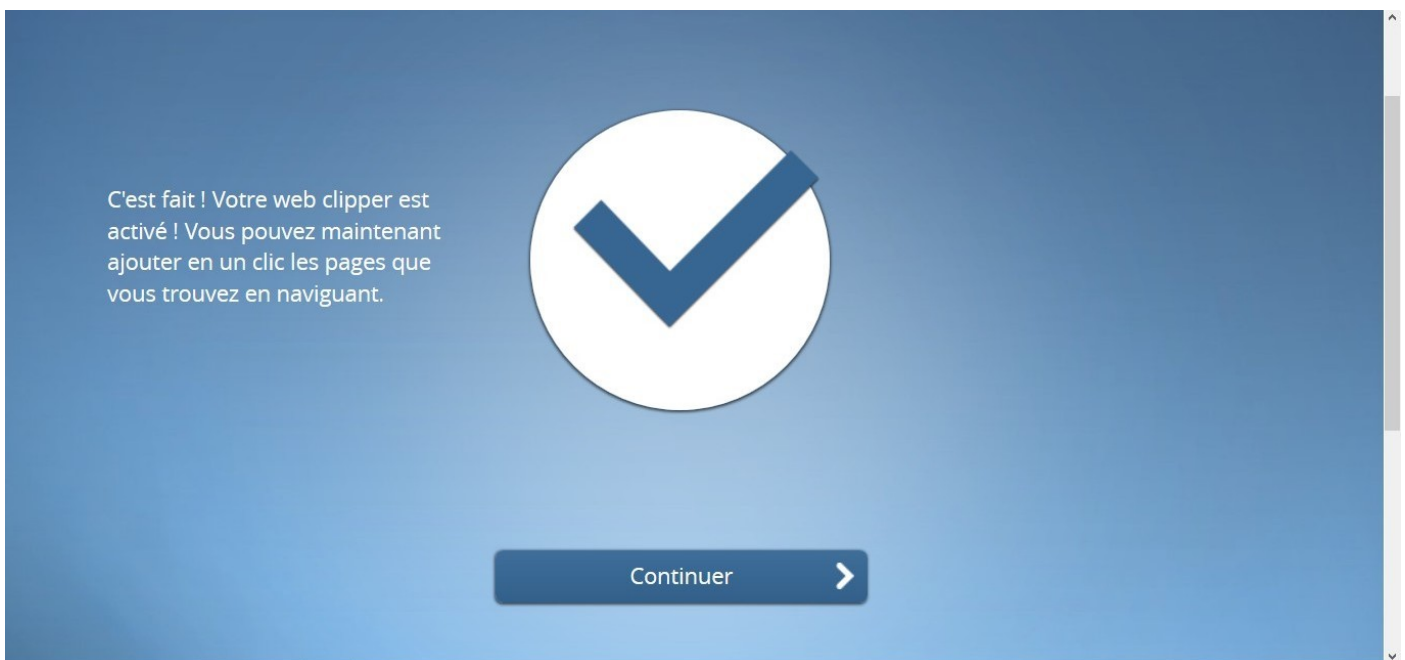 C'est fait ! Votre web clipper est
activé ! Vous pouvez maintenant
ajouter en un clic les pages que
vous trouvez en naviguant.
Continuer